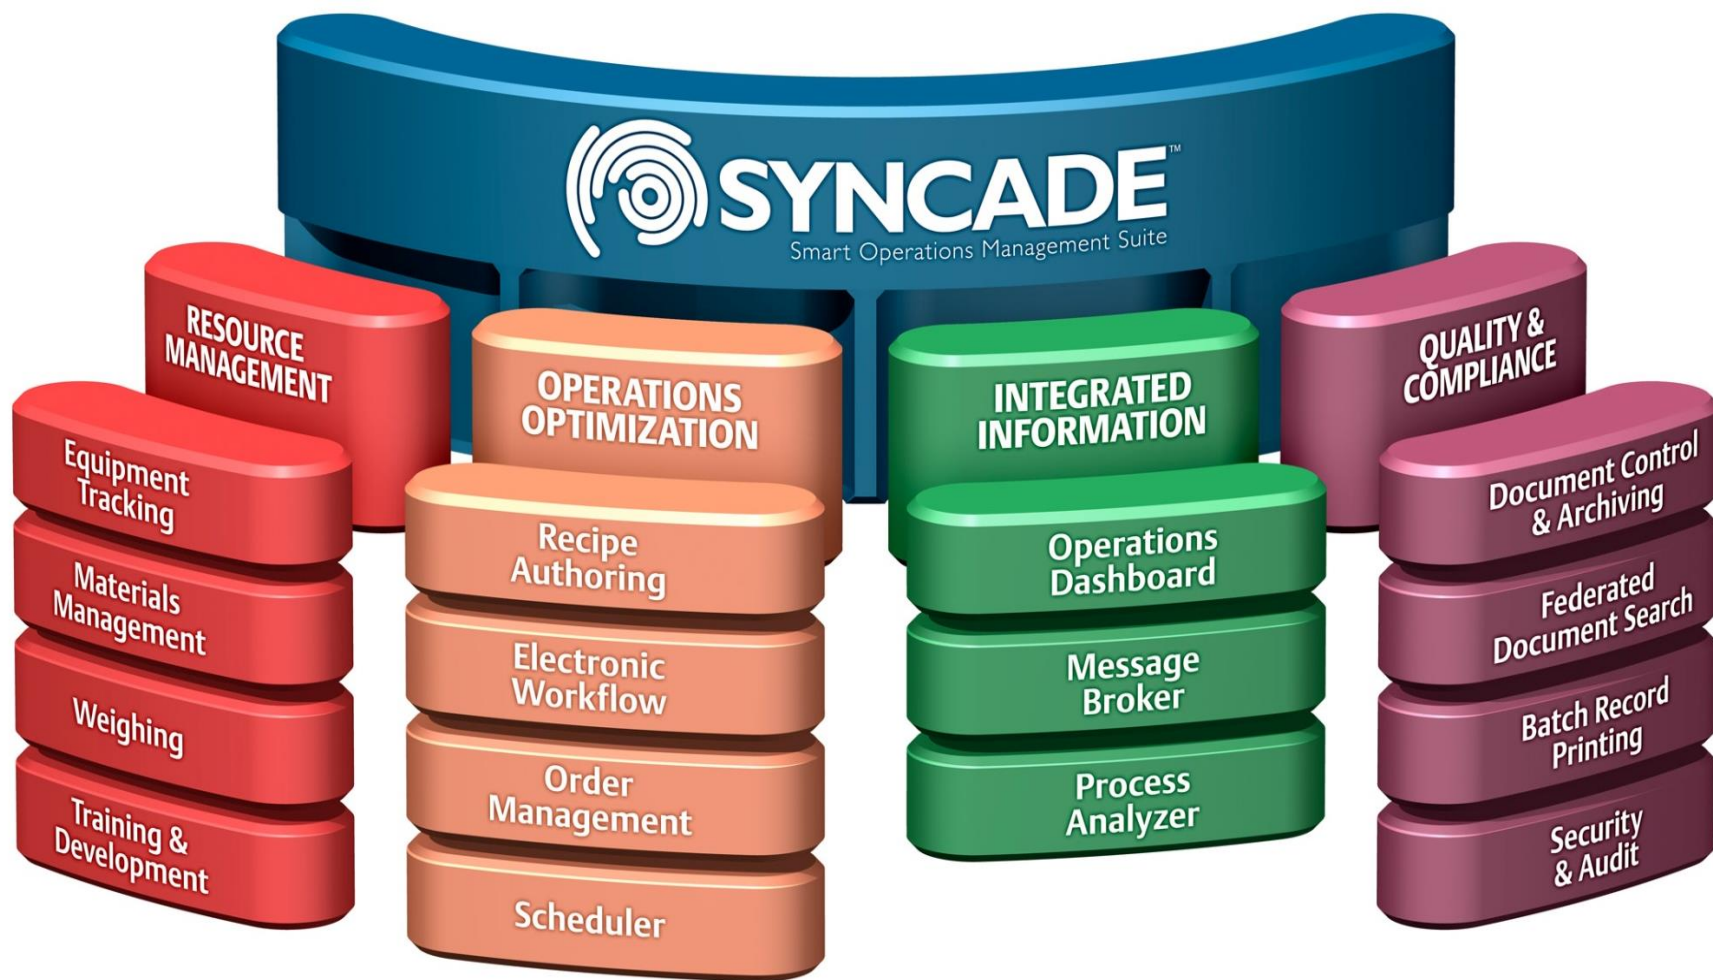 SYNCADE™
Smart Operations Management Suite
RESOURCE
MANAGEMENT
Equipment
Tracking
Materials
Management
Weighing
Training &
Development
OPERATIONS
OPTIMIZATION
Recipe
Authoring
Electronic
Workflow
Order
Management
Scheduler
INTEGRATED
INFORMATION
Operations
Dashboard
Message
Broker
Process
Analyzer
QUALITY &
COMPLIANCE
Document Control
& Archiving
Federated
Document Search
Batch Record
Printing
Security
& Audit